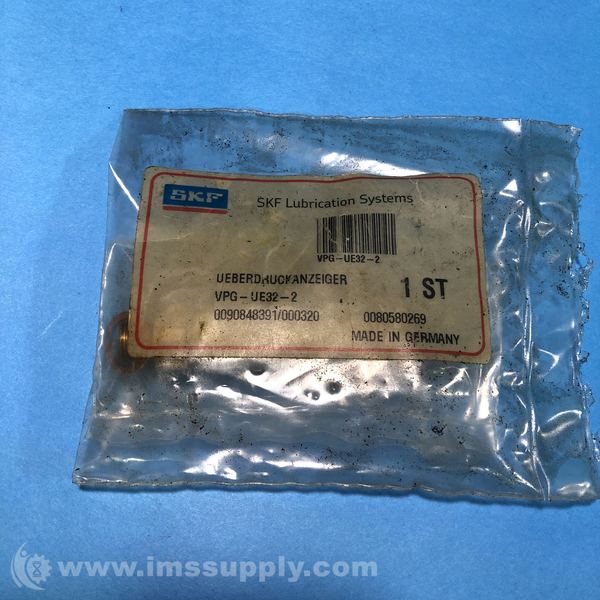 SKF
SKF Lubrication Systems
VPG-UE32-2
UEBERDRUCKANZEIGER
VPG-UE32-2
1 ST
0090848391/000320 0080580269
MADE IN GERMANY
www.imssupply.com